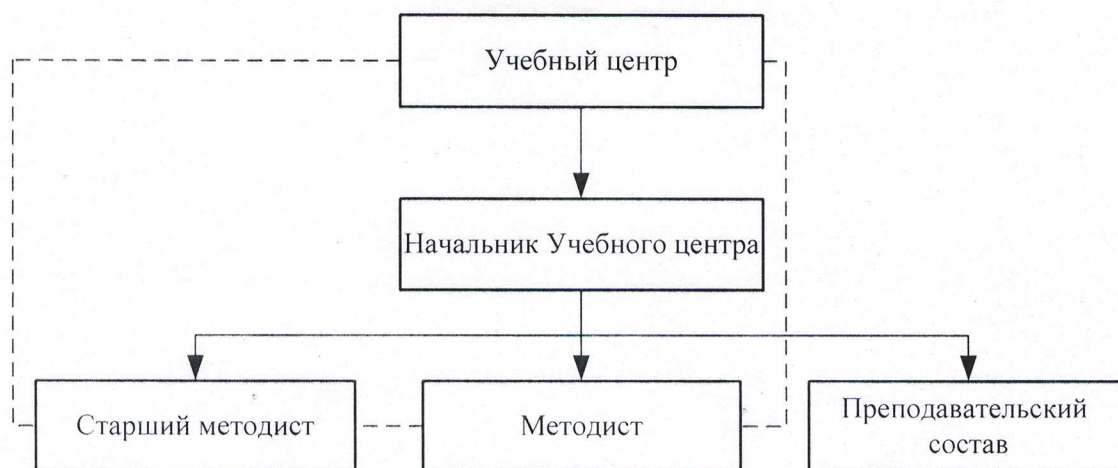 Учебный центр
Начальник Учебного центра
Старший методист
Методист
Преподавательский
состав